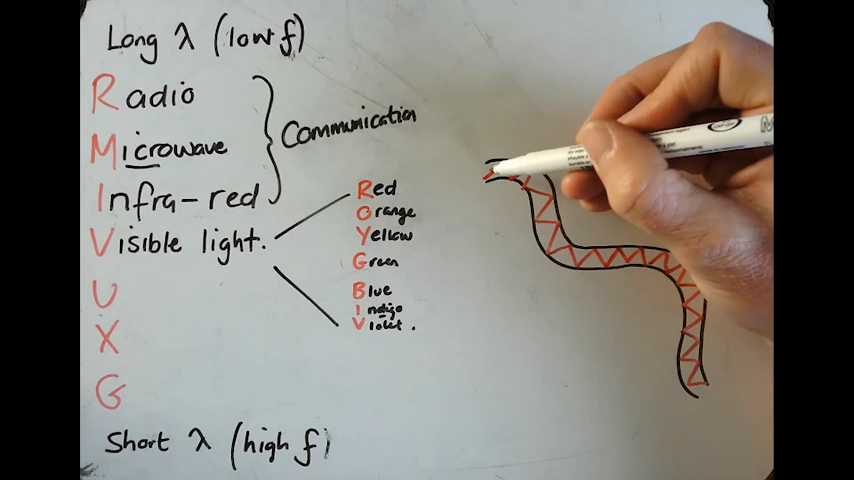 Long λ (low f)
Radio
Microwave
Infra-red
Communication
Visible light.
Red
Orange
Yellow
Green
Blue
Indigo
Violet.
U
X
G
Short λ (high f)